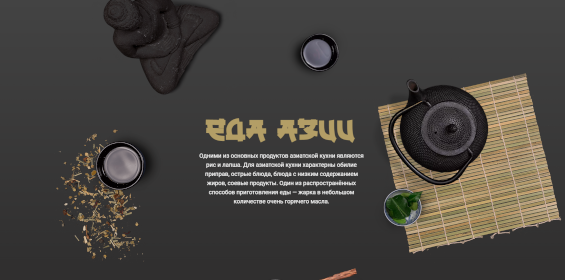 ЕДА АЗИИ
Одними из основных продуктов азиатской кухни являются
рис и лапша. Для азиатской кухни характерны обилие
приправ, острые блюда, блюда с низким содержанием
жиров, соевые продукты. Один из распространённых
способов приготовления еды – жарка в небольшом
количестве очень горячего масла.